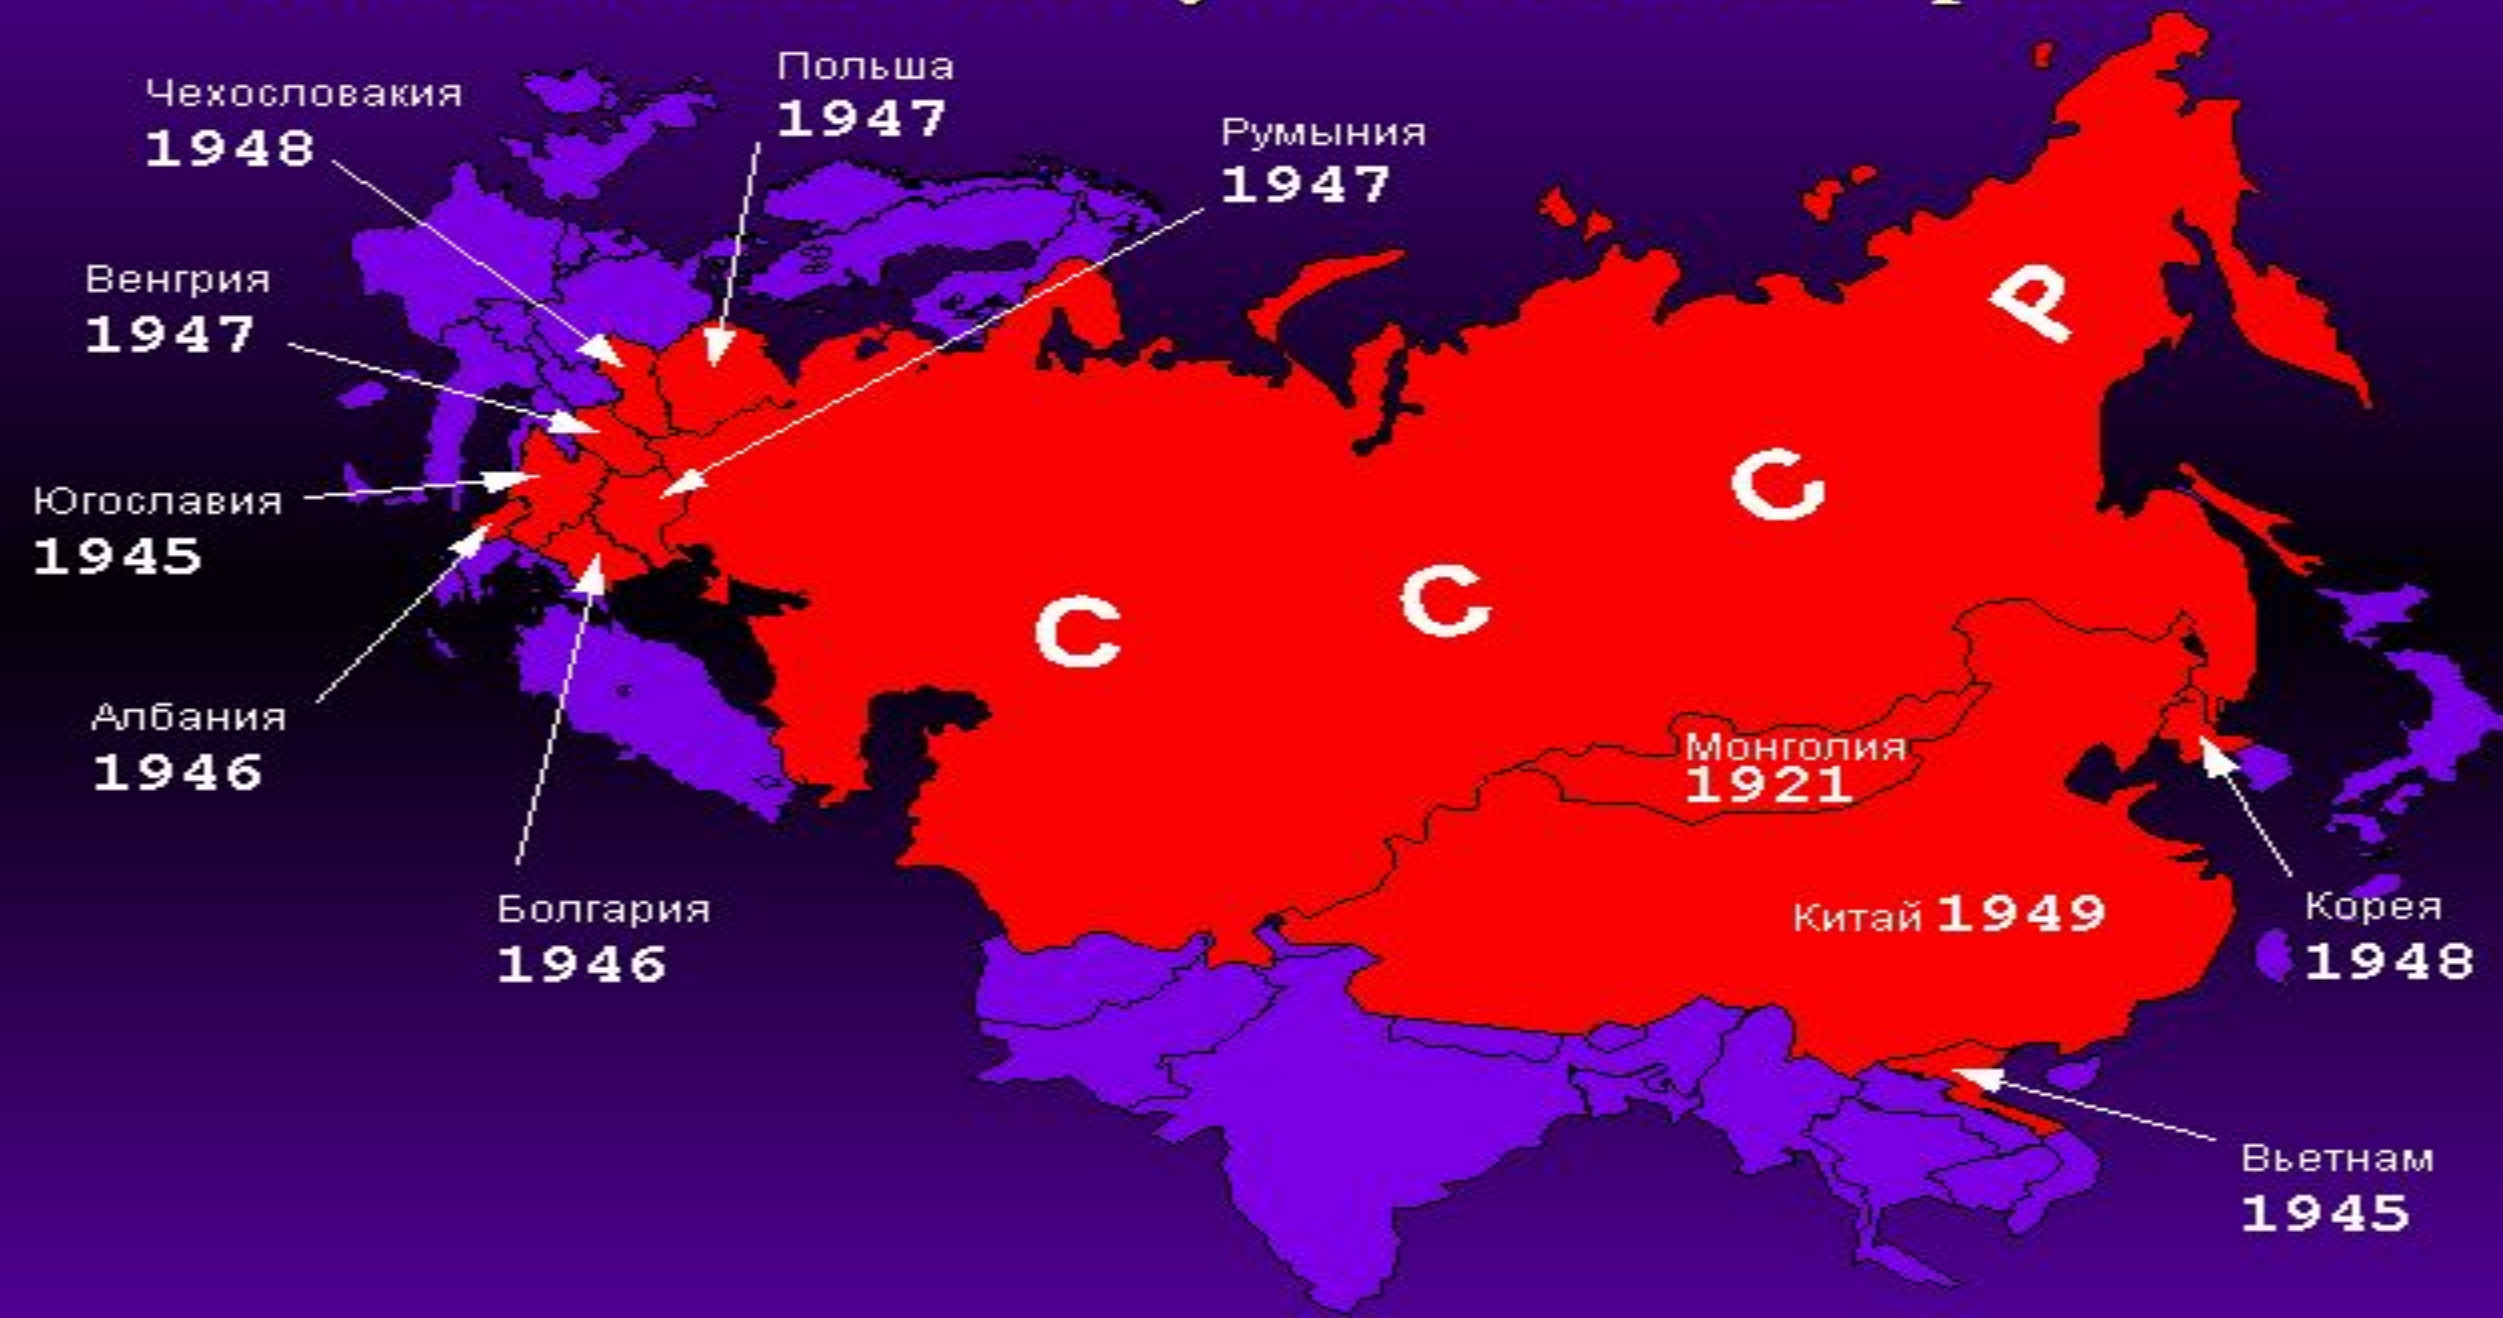 Чехословакия
1948
Польша
1947
Румыния
1947
Венгрия
1947
Югославия
1945
Албания
1946
Болгария
1946
С С С Р
Монголия
1921
Китай 1949
Корея
1948
Вьетнам
1945